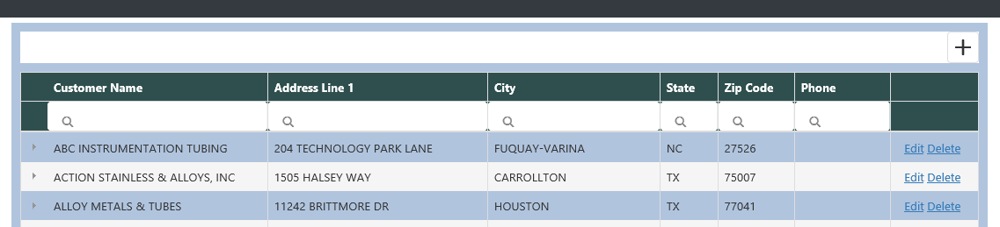 Customer Name Address Line 1 City State Zip Code Phone
ABC INSTRUMENTATION TUBING 204 TECHNOLOGY PARK LANE FUQUAY-VARINA NC 27526 Edit Delete
ACTION STAINLESS & ALLOYS, INC 1505 HALSEY WAY CARROLLTON TX 75007 Edit Delete
ALLOY METALS & TUBES 11242 BRITTMORE DR HOUSTON TX 77041 Edit Delete